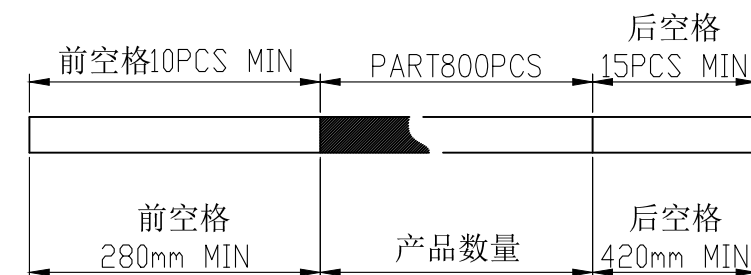 前空格10PCS MIN
PART800PCS
后空格
15PCS MIN
前空格
280mm MIN
产品数量
后空格
420mm MIN